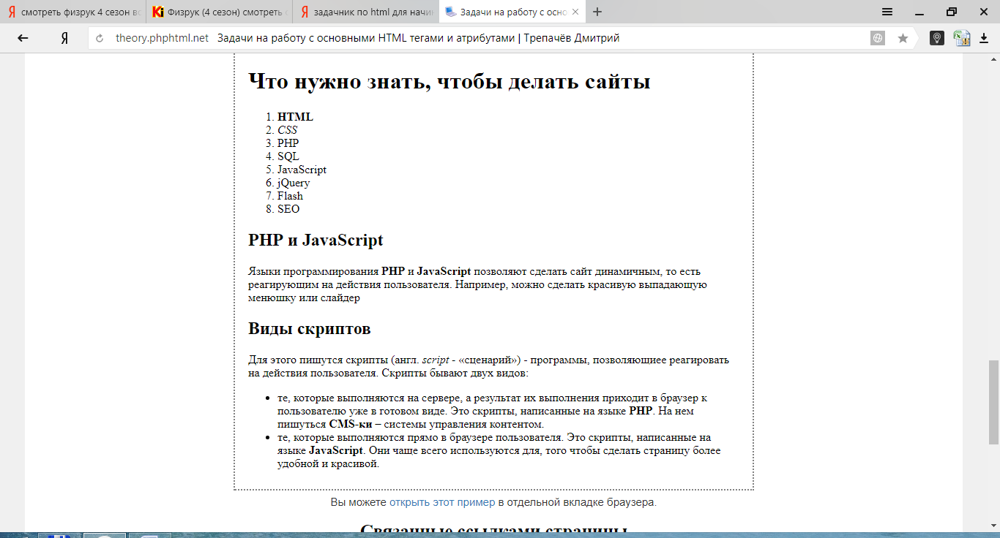 смотреть физрук 4 сезон вс
Физрук (4 сезон) смотреть
задачник по html для начин
Задачи на работу с осно
theory.phphtml.net Задачи на работу с основными HTML тегами и атрибутами | Трепачёв Дмитрий
Что нужно знать, чтобы делать сайты
1. HTML
2. CSS
3. PHP
4. SQL
5. JavaScript
6. jQuery
7. Flash
8. SEO
PHP и JavaScript
Языки программирования PHP и JavaScript позволяют сделать сайт динамичным, то есть
реагирующим на действия пользователя. Например, можно сделать красивую выпадающую
менюшку или слайдер
Виды скриптов
Для этого пишутся скрипты (англ. script - «сценарий») - программы, позволяющиее реагировать
на действия пользователя. Скрипты бывают двух видов:
• те, которые выполняются на сервере, а результат их выполнения приходит в браузер к
пользователю уже в готовом виде. Это скрипты, написанные на языке PHP. На нем
пишуться CMS-ки – системы управления контентом.
• те, которые выполняются прямо в браузере пользователя. Это скрипты, написанные на
языке JavaScript. Они чаще всего используются для, того чтобы сделать страницу более
удобной и красивой.
Вы можете открыть этот пример в отдельной вкладке браузера.
Связанные ссылками страницы